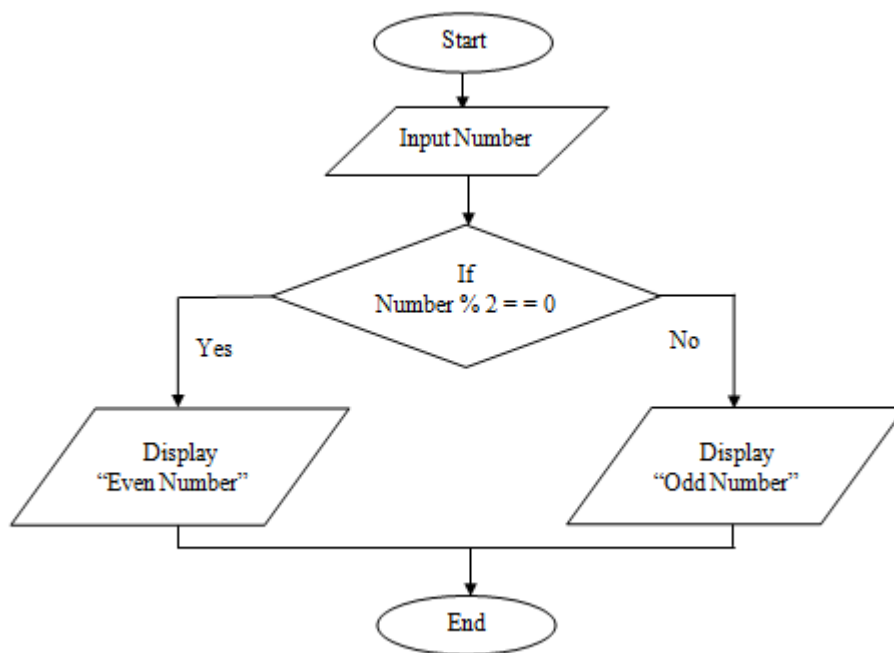 Start
Input Number
If
Number % 2 = = 0
Yes
No
Display
“Even Number”
Display
“Odd Number”
End